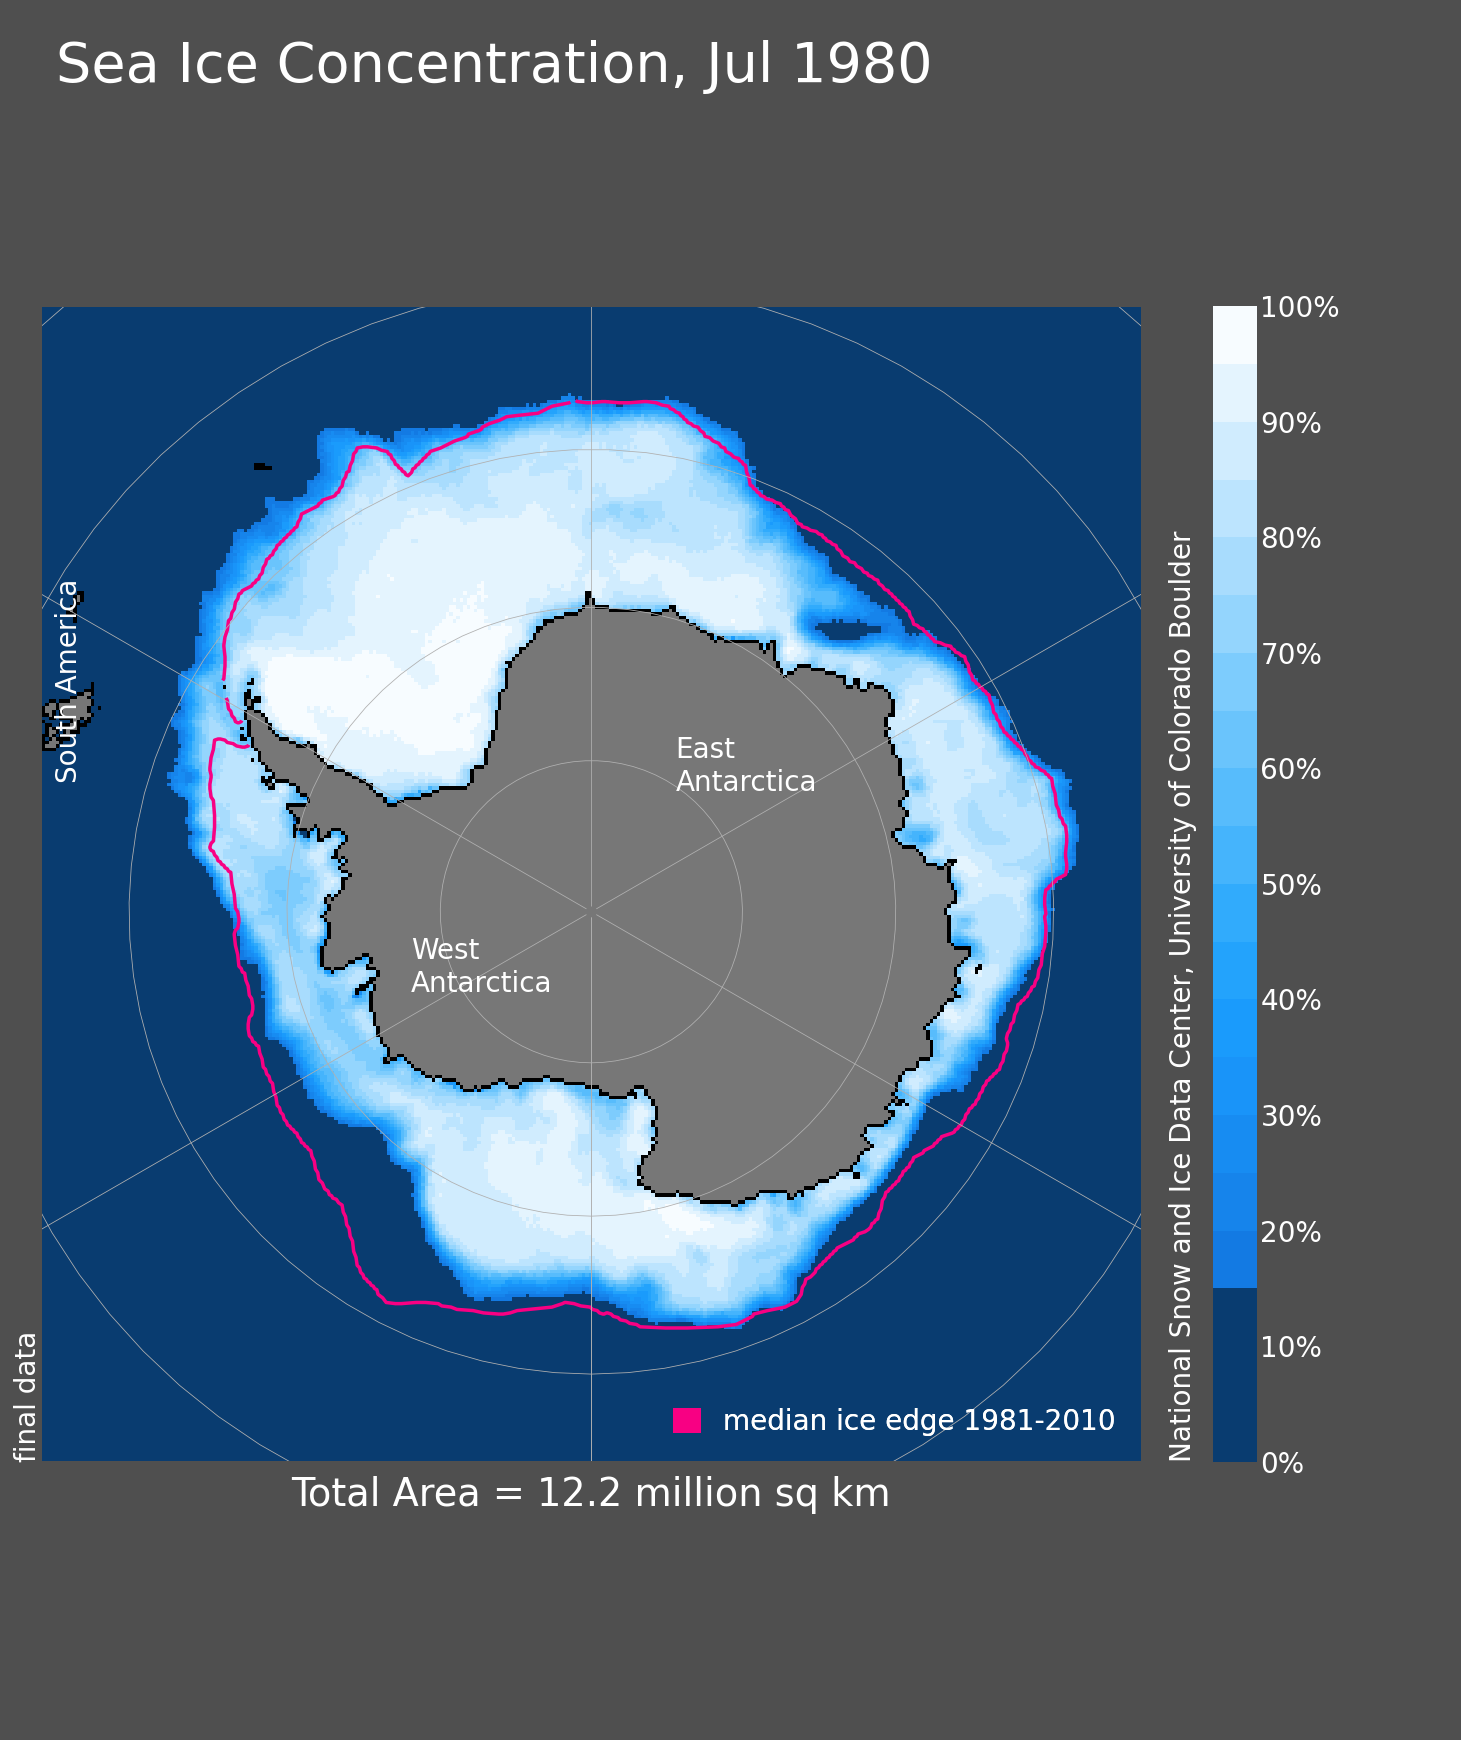 Sea Ice Concentration, Jul 1980
South America
East
Antarctica
West
Antarctica
median ice edge 1981-2010
final data
Total Area = 12.2 million sq km
100%
90%
80%
70%
60%
50%
40%
30%
20%
10%
0%
National Snow and Ice Data Center, University of Colorado Boulder